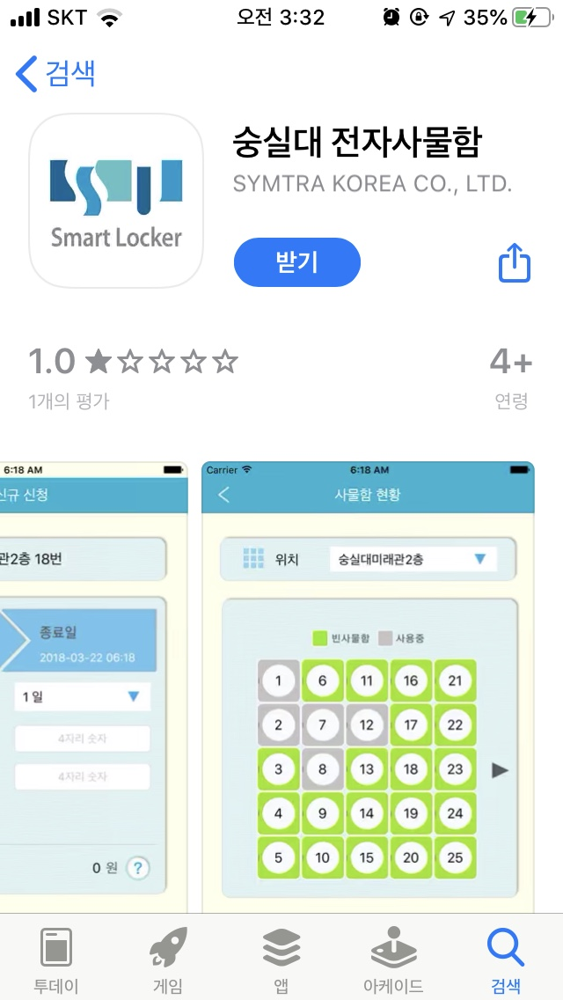 SKT 오전 3:32 35%
검색
숭실대 전자사물함
SYMTRA KOREA CO., LTD.
Smart Locker
받기
1.0 4+
1개의 평가 연령
6:18 AM
신규 신청
관2층 18번
종료일
2018-03-22 06:18
1 일
4자리 숫자
4자리 숫자
0 원 ?
Carrier 6:18 AM
사물함 현황
위치 숭실대미래관2층
빈사물함 사용중
1 6 11 16 21
2 7 12 17 22
3 8 13 18 23
4 9 14 19 24
5 10 15 20 25
투데이 게임 앱 아케이드 검색